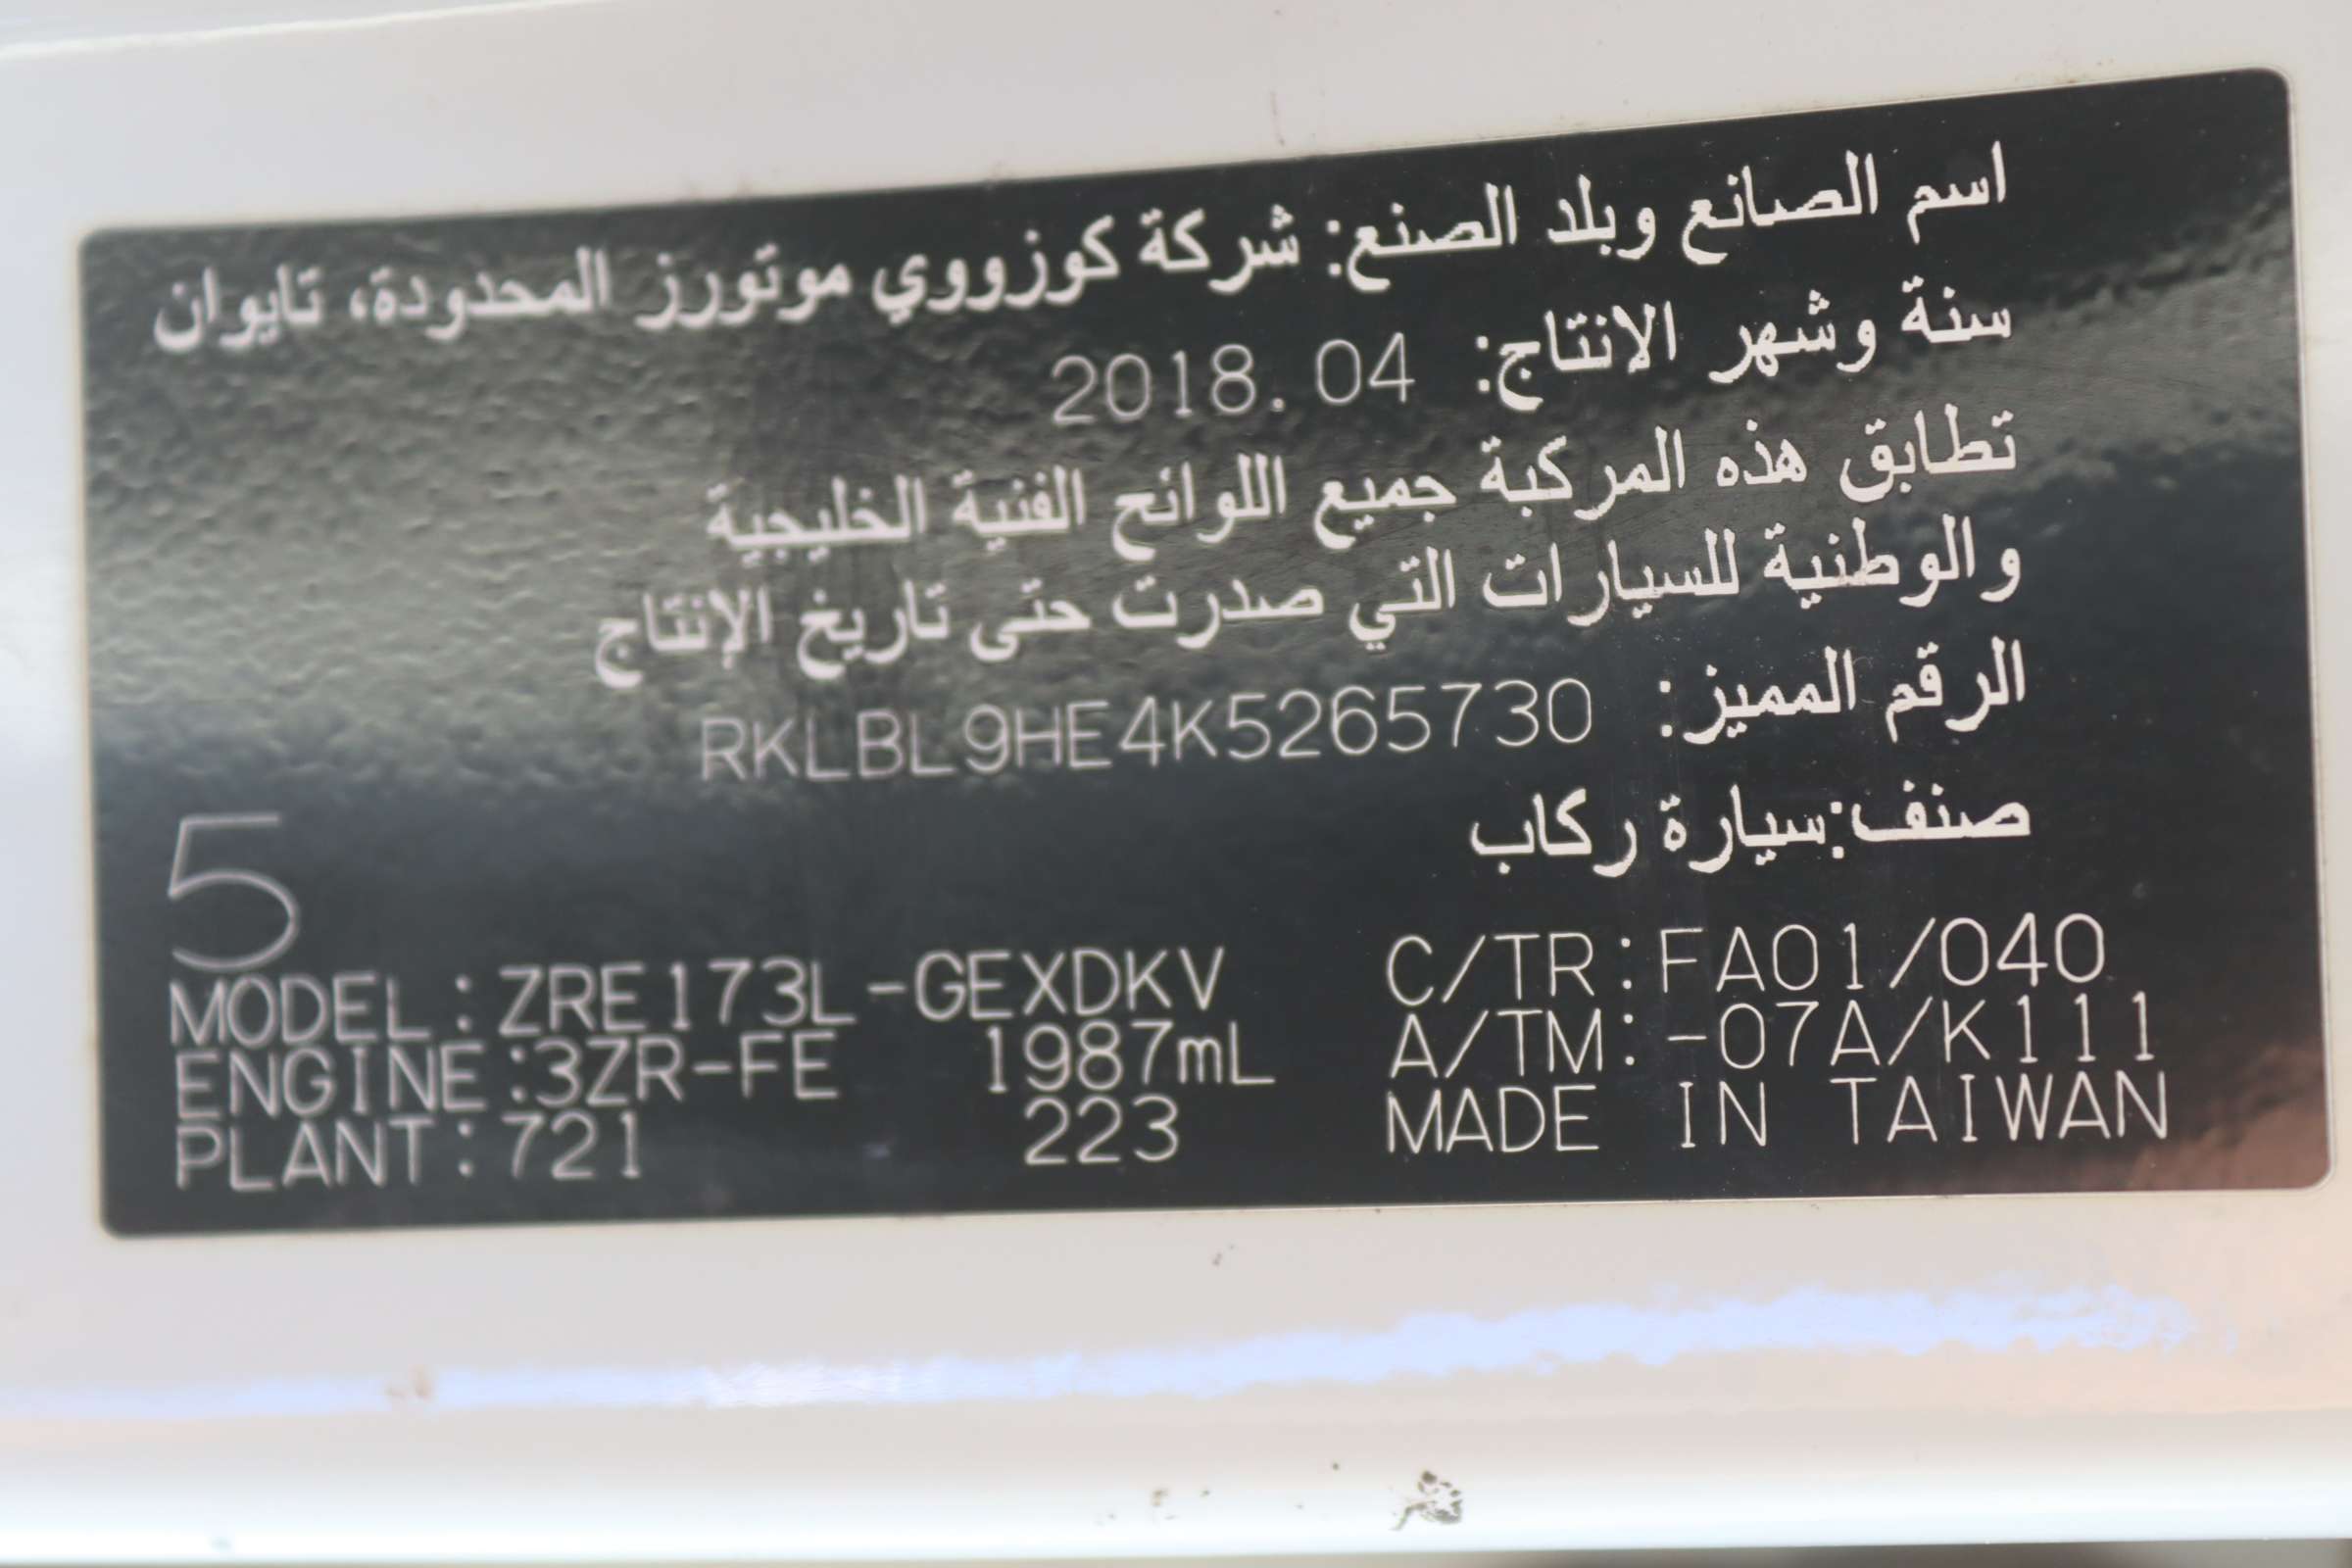 اسم الصانع وبلد الصنع: شركة كوزووي موتورز المحدودة، تايوان
سنة وشهر الانتاج: 2018.04
تطابق هذه المركبة جميع اللوائح الفنية الخليجية
والوطنية للسيارات التي صدرت حتى تاريخ الإنتاج
الرقم المميز: RKLBL9HE4K5265730
صنف:سيارة ركاب
5
MODEL:ZRE173L-GEXDKV C/TR:FA01/040
ENGINE:3ZR-FE 1987mL A/TM:-07A/K111
PLANT:721 223 MADE IN TAIWAN